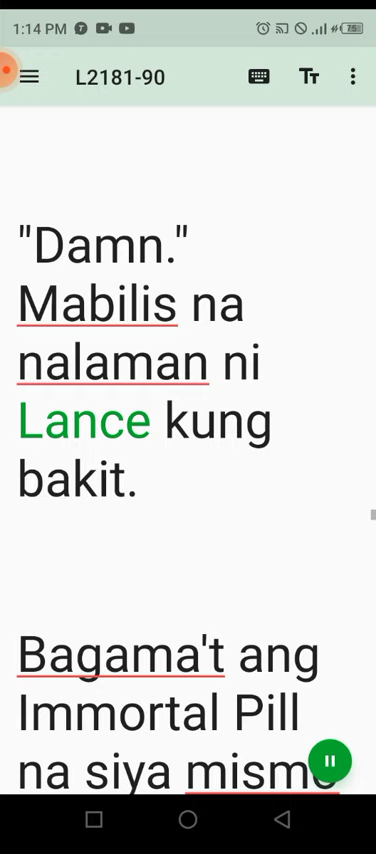 1:14 PM
75
L2181-90
"Damn."
Mabilis na
nalaman ni
Lance kung
bakit.
Bagama't ang
Immortal Pill
na siya mismo